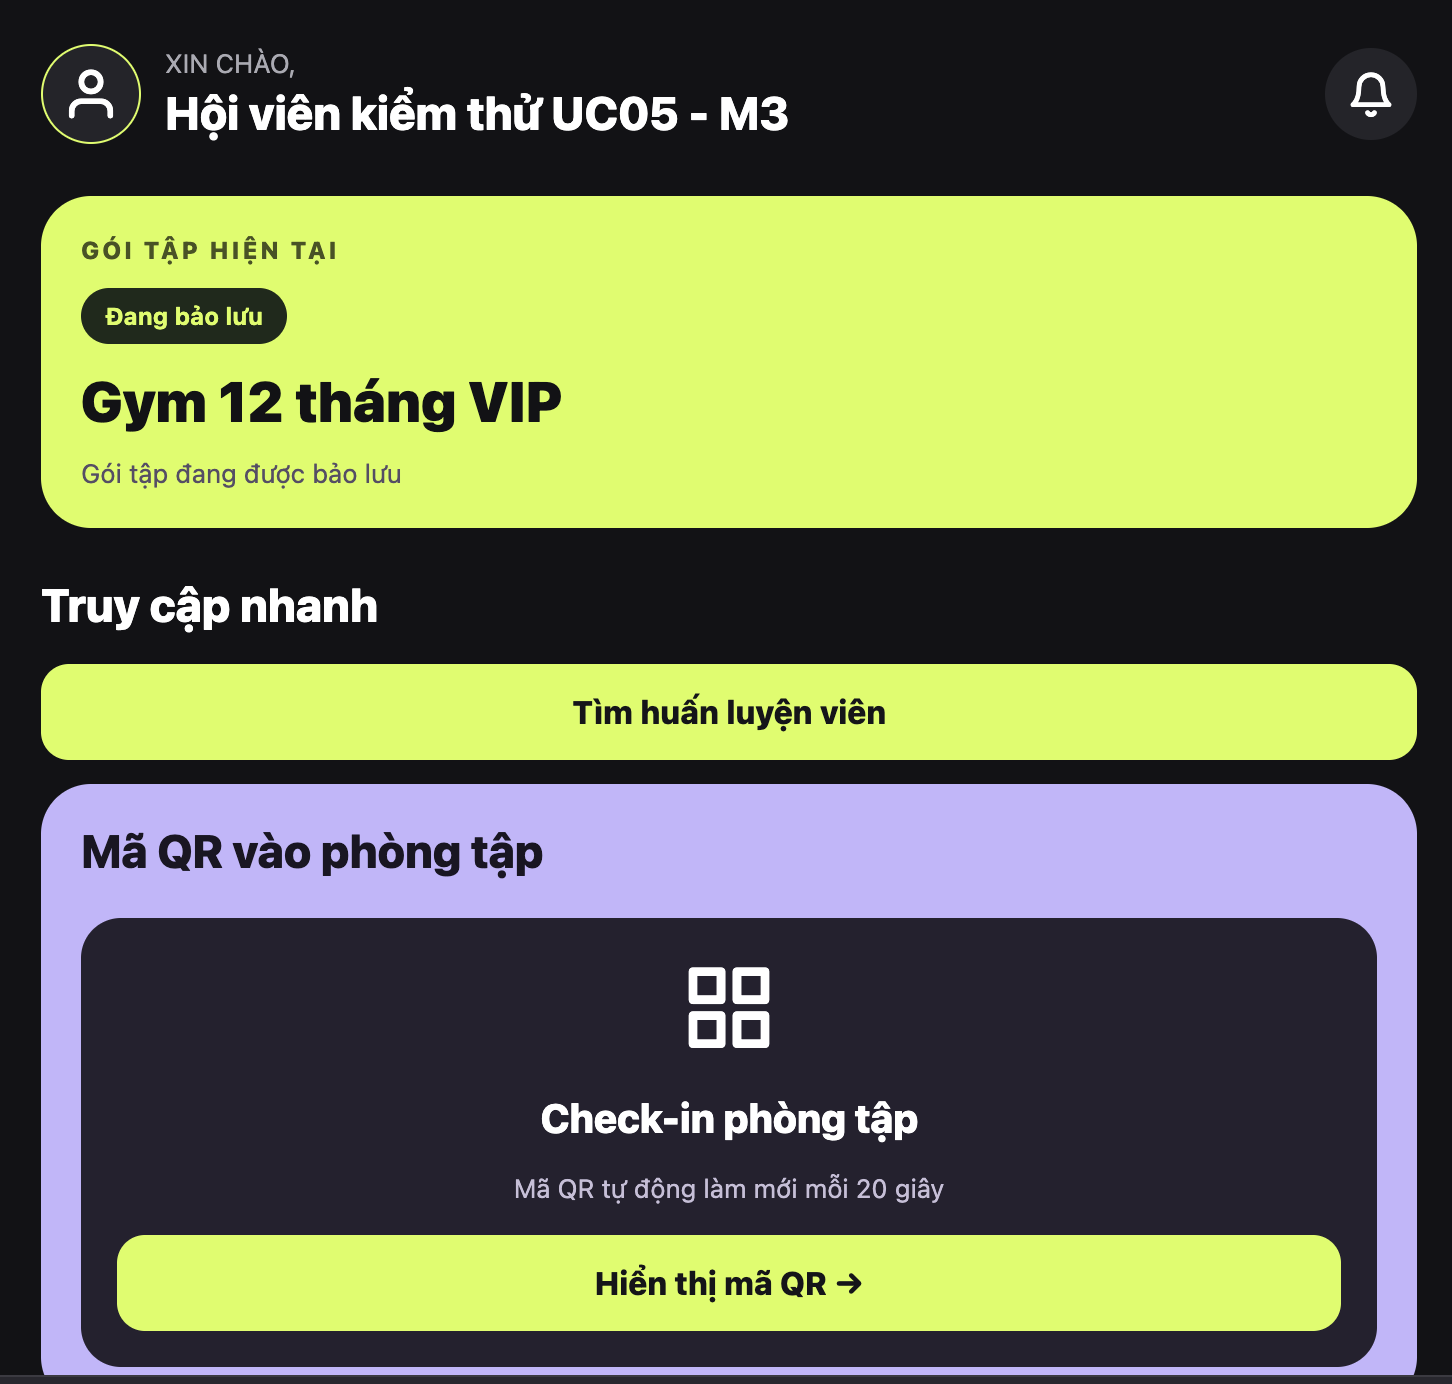 XIN CHÀO,
Hội viên kiểm thử UC05 - M3
GÓI TẬP HIỆN TẠI
Đang bảo lưu
Gym 12 tháng VIP
Gói tập đang được bảo lưu
Truy cập nhanh
Tìm huấn luyện viên
Mã QR vào phòng tập
Check-in phòng tập
Mã QR tự động làm mới mỗi 20 giây
Hiển thị mã QR →